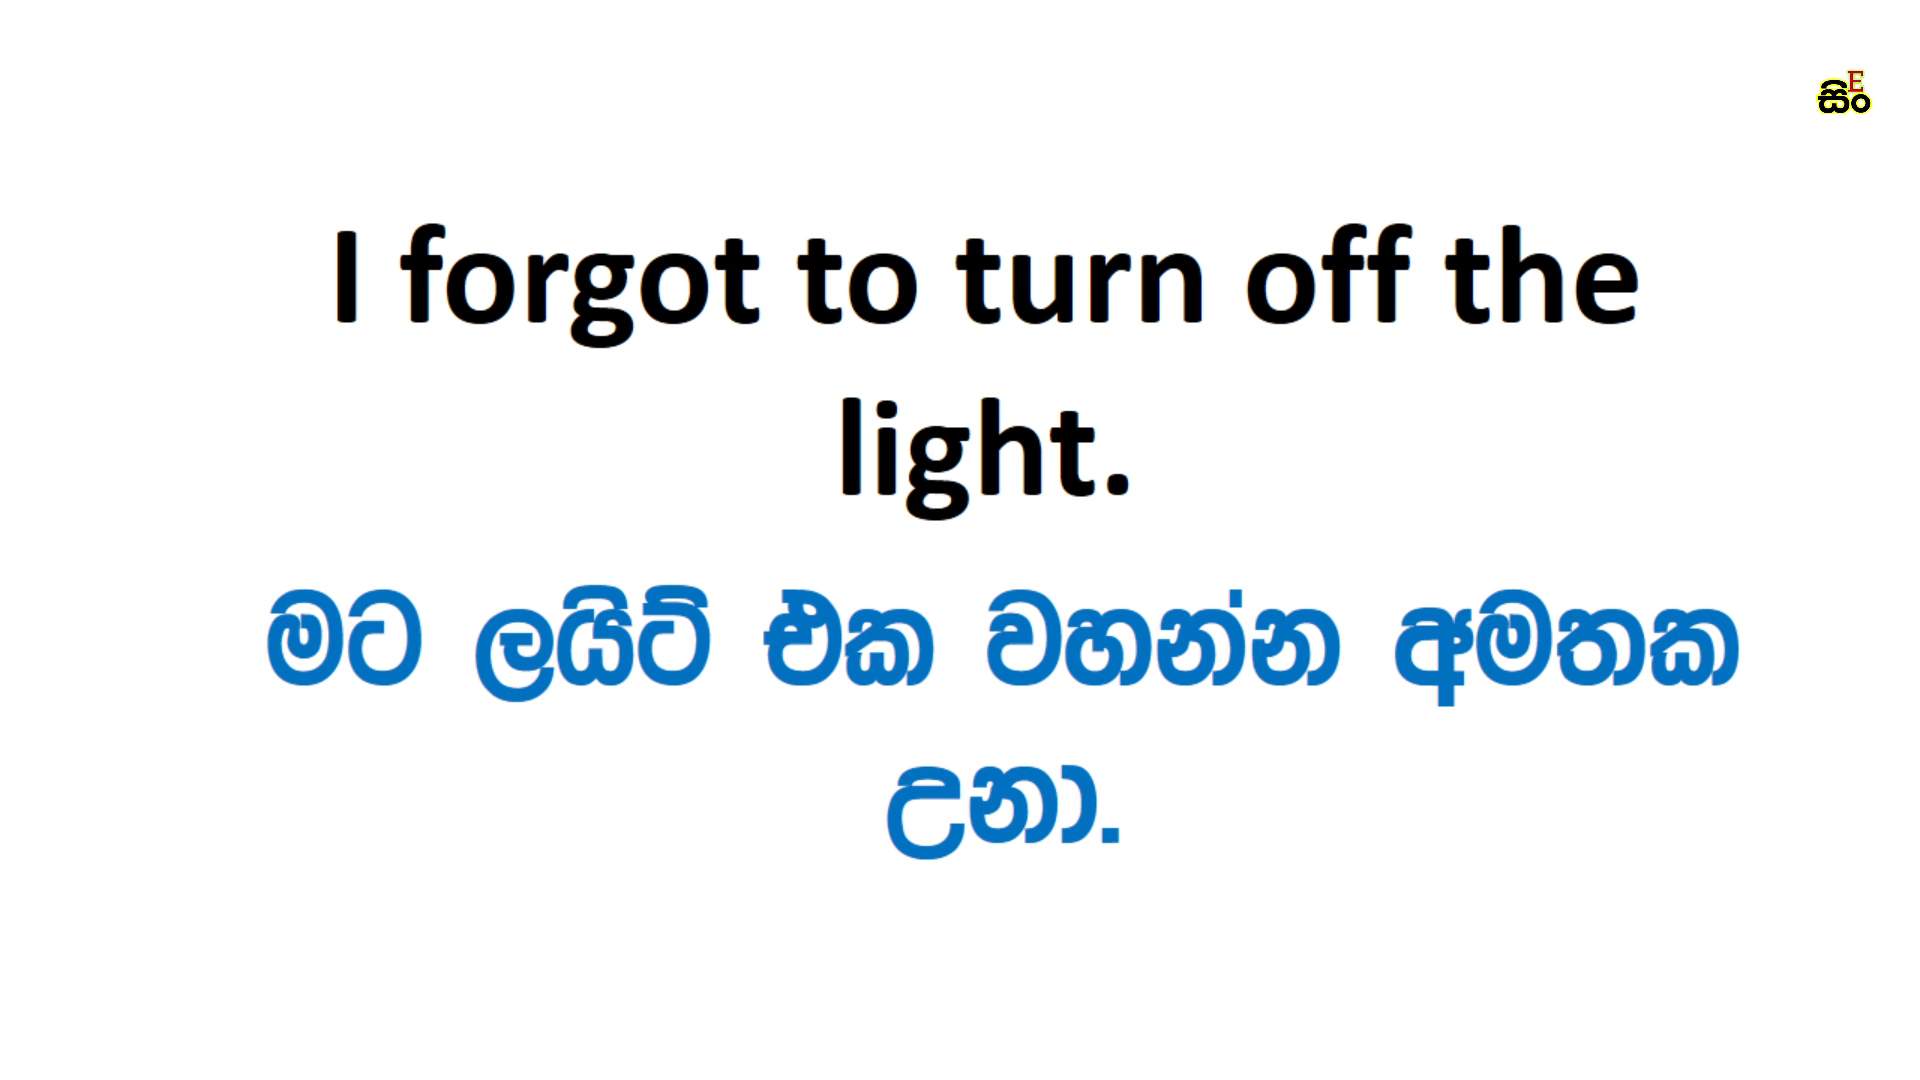 E
සිං
I forgot to turn off the
light.
මට ලයිට් එක වහන්න අමතක
උනා.